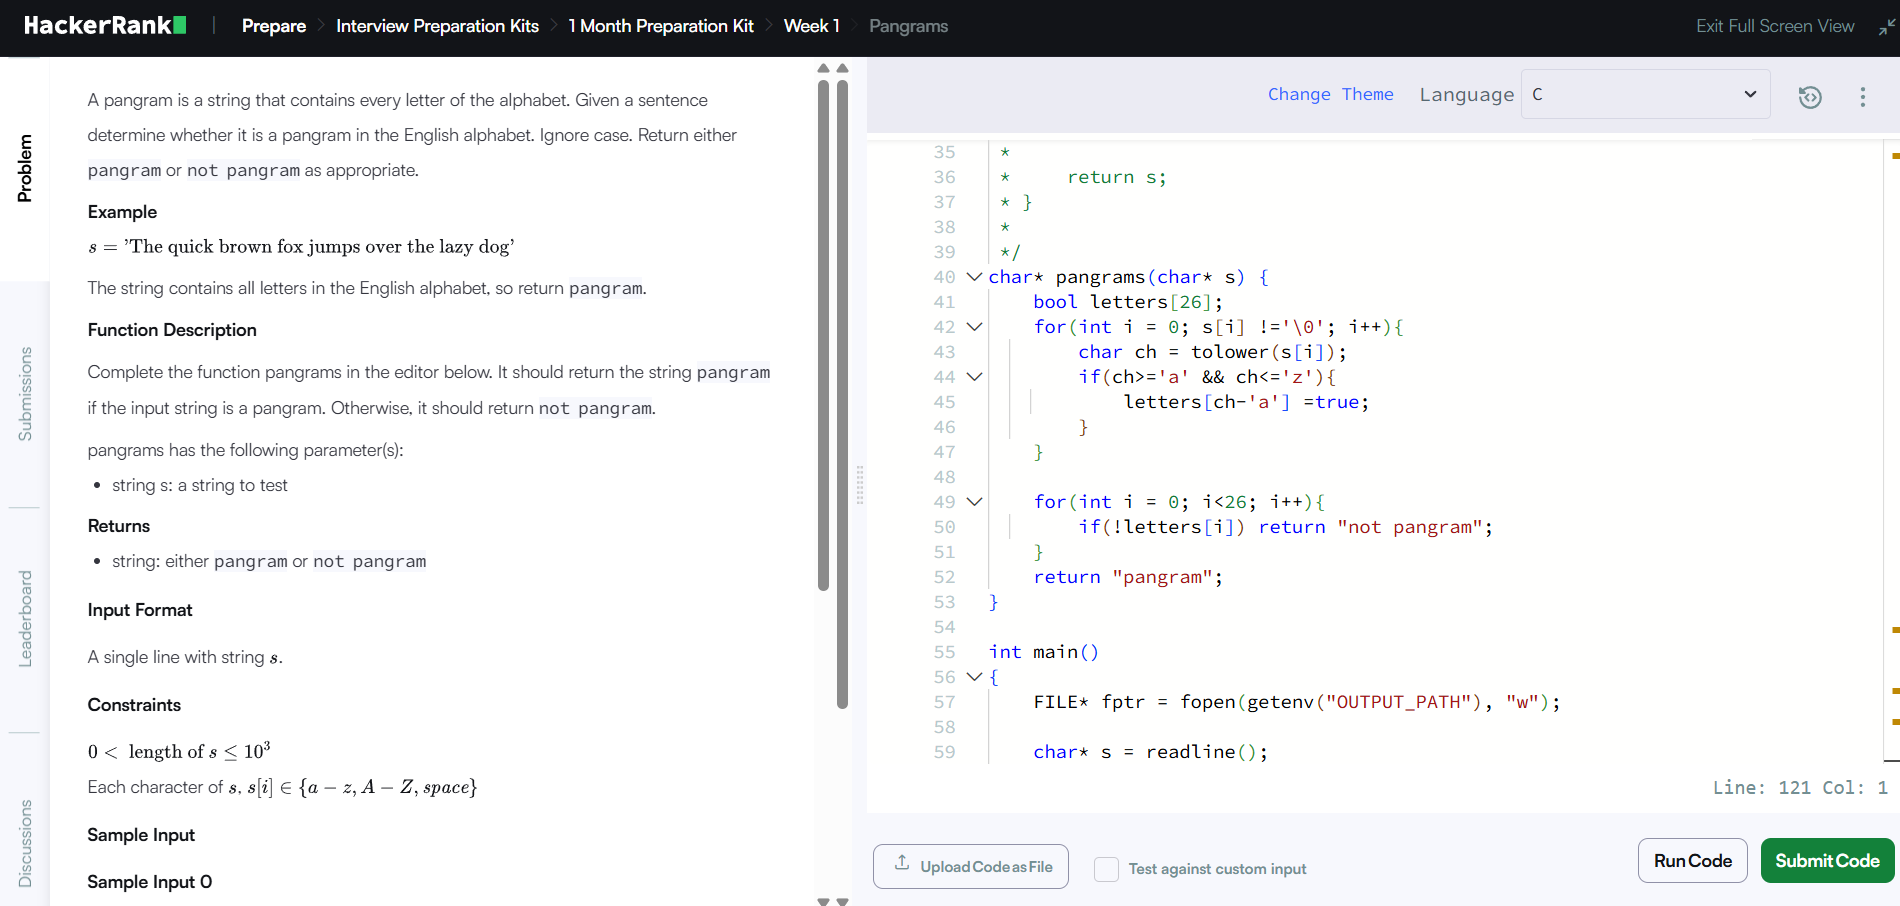 HackerRank | Prepare > Interview Preparation Kits > 1 Month Preparation Kit > Week 1 > Pangrams
Exit Full Screen View
Problem
Submissions
Leaderboard
Discussions
A pangram is a string that contains every letter of the alphabet. Given a sentence
determine whether it is a pangram in the English alphabet. Ignore case. Return either
pangram or not pangram as appropriate.
Example
s = 'The quick brown fox jumps over the lazy dog'
The string contains all letters in the English alphabet, so return pangram.
Function Description
Complete the function pangrams in the editor below. It should return the string pangram
if the input string is a pangram. Otherwise, it should return not pangram.
pangrams has the following parameter(s):
• string s: a string to test
Returns
• string: either pangram or not pangram
Input Format
A single line with string s.
Constraints
0 < length of s ≤ 10³
Each character of s, s[i] ∈ {a − z, A − Z, space}
Sample Input
Sample Input 0
Change Theme Language C
35 *
36 *     return s;
37 * }
38 *
39 */
40 char* pangrams(char* s) {
41     bool letters[26];
42     for(int i = 0; s[i] !='\0'; i++){
43         char ch = tolower(s[i]);
44         if(ch>='a' && ch<='z'){
45             letters[ch-'a'] =true;
46         }
47     }
48
49     for(int i = 0; i<26; i++){
50         if(!letters[i]) return "not pangram";
51     }
52     return "pangram";
53 }
54
55 int main()
56 {
57     FILE* fptr = fopen(getenv("OUTPUT_PATH"), "w");
58
59     char* s = readline();
Line: 121 Col: 1
Upload Code as File
Test against custom input
Run Code
Submit Code